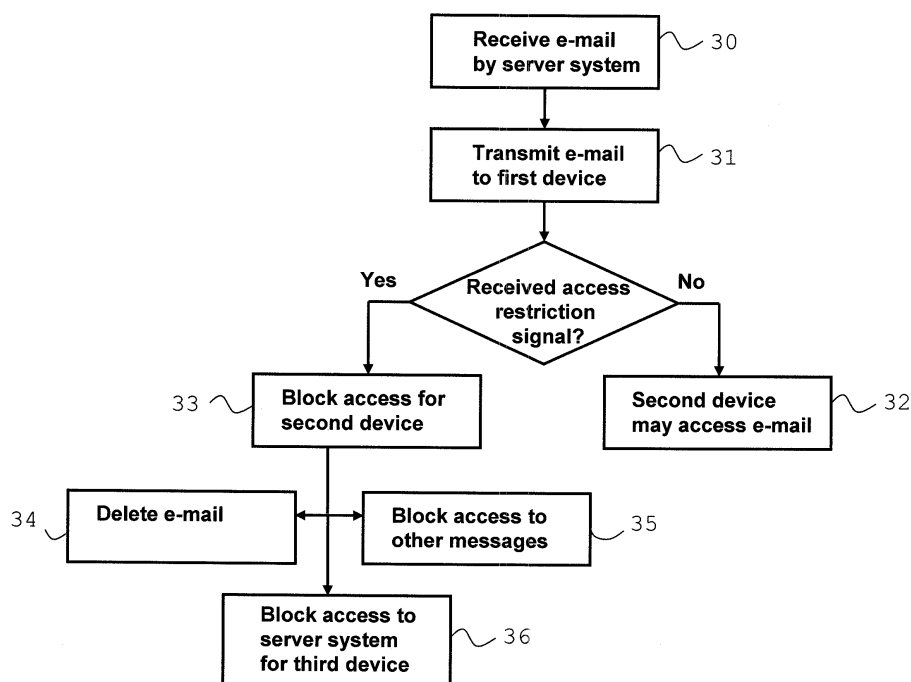 Receive e-mail
by server system
30
Transmit e-mail
to first device
31
Yes
No
Received access
restriction
signal?
33
Block access for
second device
Second device
may access e-mail
32
34
Delete e-mail
Block access to
other messages
35
Block access to
server system
for third device
36